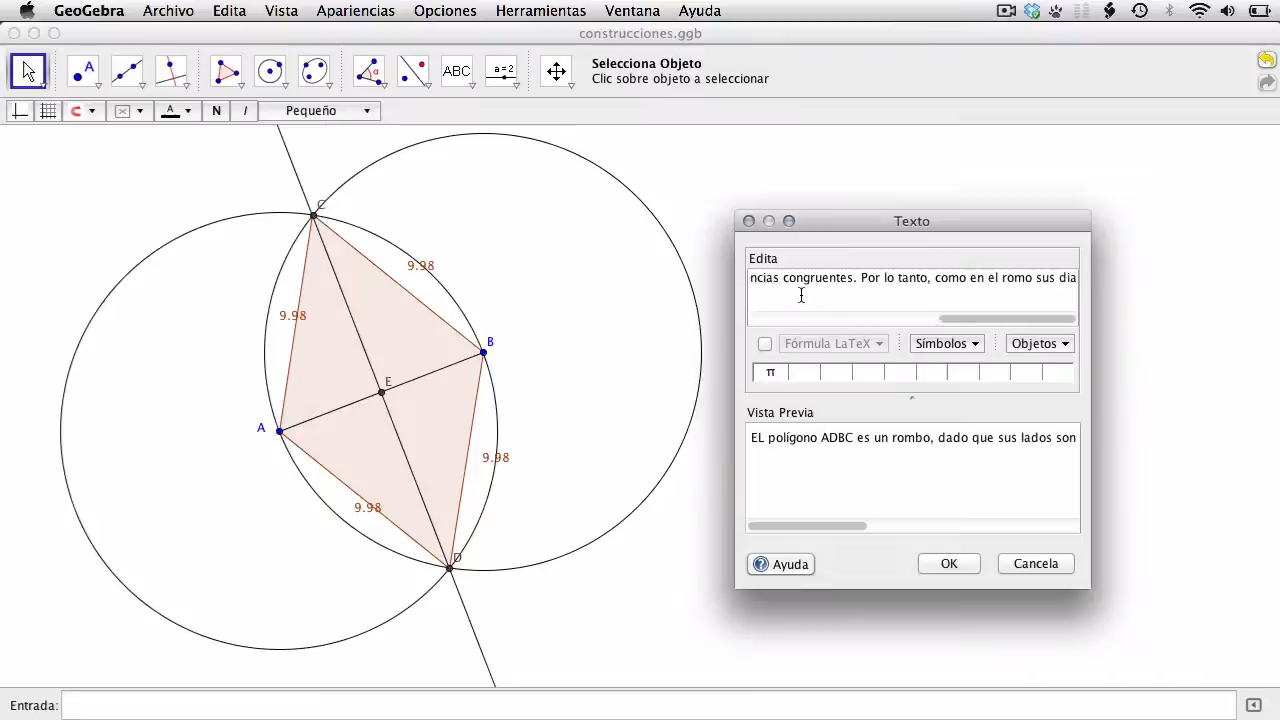 GeoGebra Archivo Edita Vista Apariencias Opciones Herramientas Ventana Ayuda
construcciones.ggb
A
α
ABC
a=2
Selecciona Objeto
Clic sobre objeto a seleccionar
A
N
I
Pequeño
C
9.98
9.98
B
E
A
9.98
9.98
D
Texto
Edita
ncias congruentes. Por lo tanto, como en el romo sus dia
Fórmula LaTeX
Símbolos
Objetos
π
Vista Previa
EL polígono ADBC es un rombo, dado que sus lados son
Ayuda
OK
Cancela
Entrada: